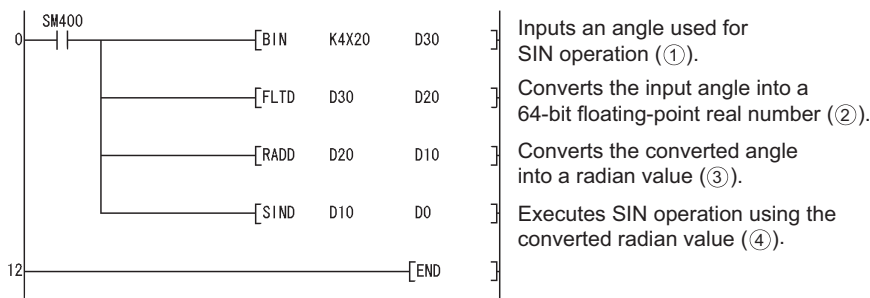 SM400
0 [BIN K4X20 D30 ]
Inputs an angle used for
SIN operation (①).
[FLTD D30 D20 ]
Converts the input angle into a
64-bit floating-point real number (②).
[RADD D20 D10 ]
Converts the converted angle
into a radian value (③).
[SIND D10 D0 ]
Executes SIN operation using the
converted radian value (④).
12 [END ]